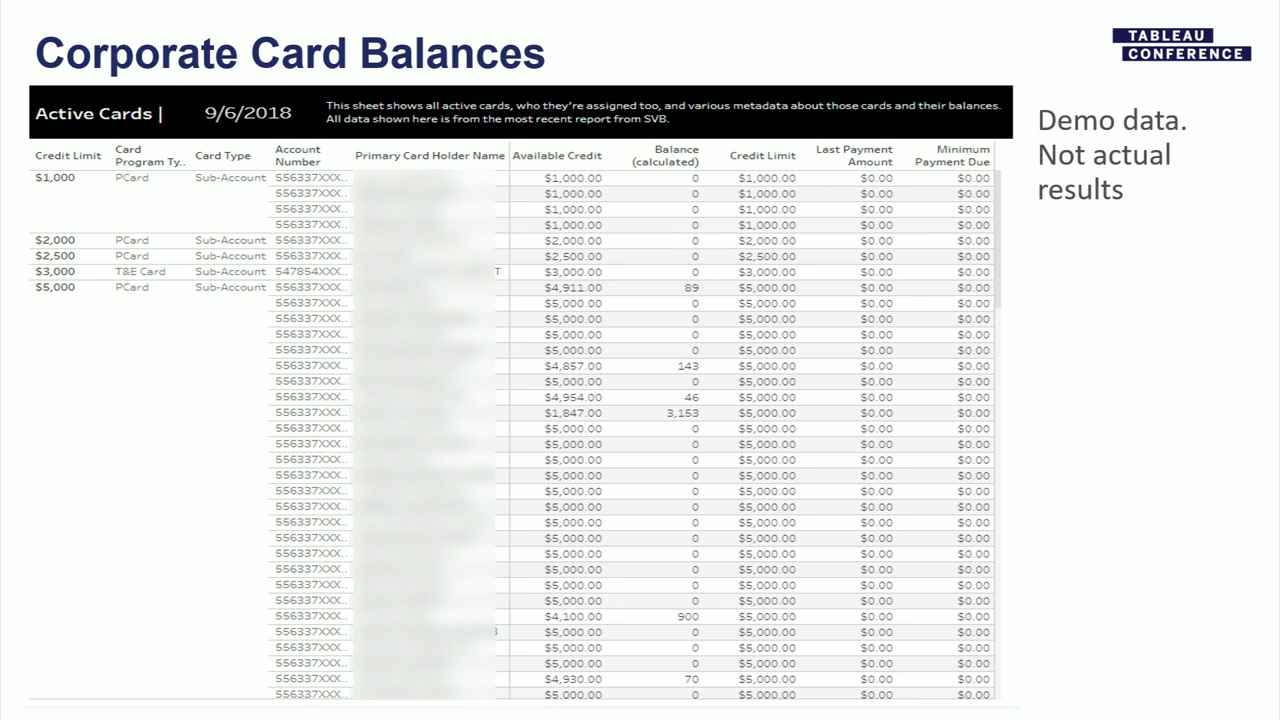 Corporate Card Balances
TABLEAU
CONFERENCE
Active Cards | 9/6/2018 This sheet shows all active cards, who they're assigned too, and various metadata about those cards and their balances.
All data shown here is from the most recent report from SVB.
Demo data.
Not actual
results
Credit Limit Card Program Ty.. Card Type Account Number Primary Card Holder Name Available Credit Balance (calculated) Credit Limit Last Payment Amount Minimum Payment Due
$1,000 PCard Sub-Account 556337XXX.. $1,000.00 0 $1,000.00 $0.00 $0.00
556337XXX.. $1,000.00 0 $1,000.00 $0.00 $0.00
556337XXX.. $1,000.00 0 $1,000.00 $0.00 $0.00
556337XXX.. $1,000.00 0 $1,000.00 $0.00 $0.00
$2,000 PCard Sub-Account 556337XXX.. $2,000.00 0 $2,000.00 $0.00 $0.00
$2,500 PCard Sub-Account 556337XXX.. $2,500.00 0 $2,500.00 $0.00 $0.00
$3,000 T&E Card Sub-Account 547854XXX.. T $3,000.00 0 $3,000.00 $0.00 $0.00
$5,000 PCard Sub-Account 556337XXX.. $4,911.00 89 $5,000.00 $0.00 $0.00
556337XXX.. $5,000.00 0 $5,000.00 $0.00 $0.00
556337XXX.. $5,000.00 0 $5,000.00 $0.00 $0.00
556337XXX.. $5,000.00 0 $5,000.00 $0.00 $0.00
556337XXX.. $5,000.00 0 $5,000.00 $0.00 $0.00
556337XXX.. $4,857.00 143 $5,000.00 $0.00 $0.00
556337XXX.. $5,000.00 0 $5,000.00 $0.00 $0.00
556337XXX.. $4,954.00 46 $5,000.00 $0.00 $0.00
556337XXX.. $1,847.00 3,153 $5,000.00 $0.00 $0.00
556337XXX.. $5,000.00 0 $5,000.00 $0.00 $0.00
556337XXX.. $5,000.00 0 $5,000.00 $0.00 $0.00
556337XXX.. $5,000.00 0 $5,000.00 $0.00 $0.00
556337XXX.. $5,000.00 0 $5,000.00 $0.00 $0.00
556337XXX.. $5,000.00 0 $5,000.00 $0.00 $0.00
556337XXX.. $5,000.00 0 $5,000.00 $0.00 $0.00
556337XXX.. $5,000.00 0 $5,000.00 $0.00 $0.00
556337XXX.. $5,000.00 0 $5,000.00 $0.00 $0.00
556337XXX.. $5,000.00 0 $5,000.00 $0.00 $0.00
556337XXX.. $5,000.00 0 $5,000.00 $0.00 $0.00
556337XXX.. $5,000.00 0 $5,000.00 $0.00 $0.00
556337XXX.. $5,000.00 0 $5,000.00 $0.00 $0.00
556337XXX.. $4,100.00 900 $5,000.00 $0.00 $0.00
556337XXX.. $5,000.00 0 $5,000.00 $0.00 $0.00
556337XXX.. $5,000.00 0 $5,000.00 $0.00 $0.00
556337XXX.. $5,000.00 0 $5,000.00 $0.00 $0.00
556337XXX.. $4,930.00 70 $5,000.00 $0.00 $0.00
556337XXX.. $5,000.00 0 $5,000.00 $0.00 $0.00